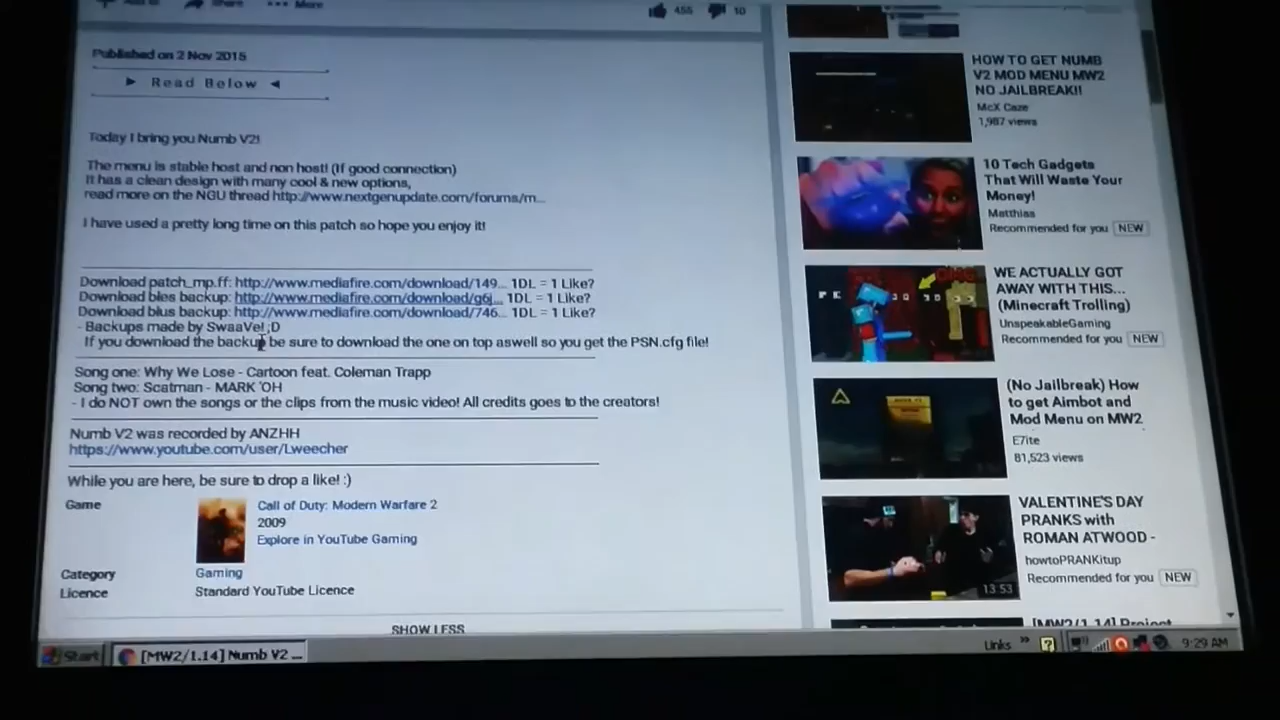 Share
More
455
10
Published on 2 Nov 2015
► Read Below ◄
Today I bring you Numb V2!
The menu is stable host and non host! (If good connection)
It has a clean design with many cool & new options,
read more on the NGU thread http://www.nextgenupdate.com/forums/m...
I have used a pretty long time on this patch so hope you enjoy it!
Download patch_mp.ff: http://www.mediafire.com/download/149... 1DL = 1 Like?
Download bles backup: http://www.mediafire.com/download/g6j... 1DL = 1 Like?
Download blus backup: http://www.mediafire.com/download/746... 1DL = 1 Like?
- Backups made by SwaaVe! ;D
If you download the backup be sure to download the one on top aswell so you get the PSN.cfg file!
Song one: Why We Lose - Cartoon feat. Coleman Trapp
Song two: Scatman - MARK 'OH
- I do NOT own the songs or the clips from the music video! All credits goes to the creators!
Numb V2 was recorded by ANZHH
https://www.youtube.com/user/Lweecher
While you are here, be sure to drop a like! :)
Game
Call of Duty: Modern Warfare 2
2009
Explore in YouTube Gaming
Category
Gaming
Licence
Standard YouTube Licence
SHOW LESS
HOW TO GET NUMB
V2 MOD MENU MW2
NO JAILBREAK!!
McX Caze
1,987 views
10 Tech Gadgets
That Will Waste Your
Money!
Matthias
Recommended for you NEW
WE ACTUALLY GOT
AWAY WITH THIS...
(Minecraft Trolling)
UnspeakableGaming
Recommended for you NEW
(No Jailbreak) How
to get Aimbot and
Mod Menu on MW2
E7ite
81,523 views
VALENTINE'S DAY
PRANKS with
ROMAN ATWOOD -
howtoPRANKitup
Recommended for you NEW
13:53
[MW2/1.14] Project
Start
[MW2/1.14] Numb V2 ...
Links
9:29 AM